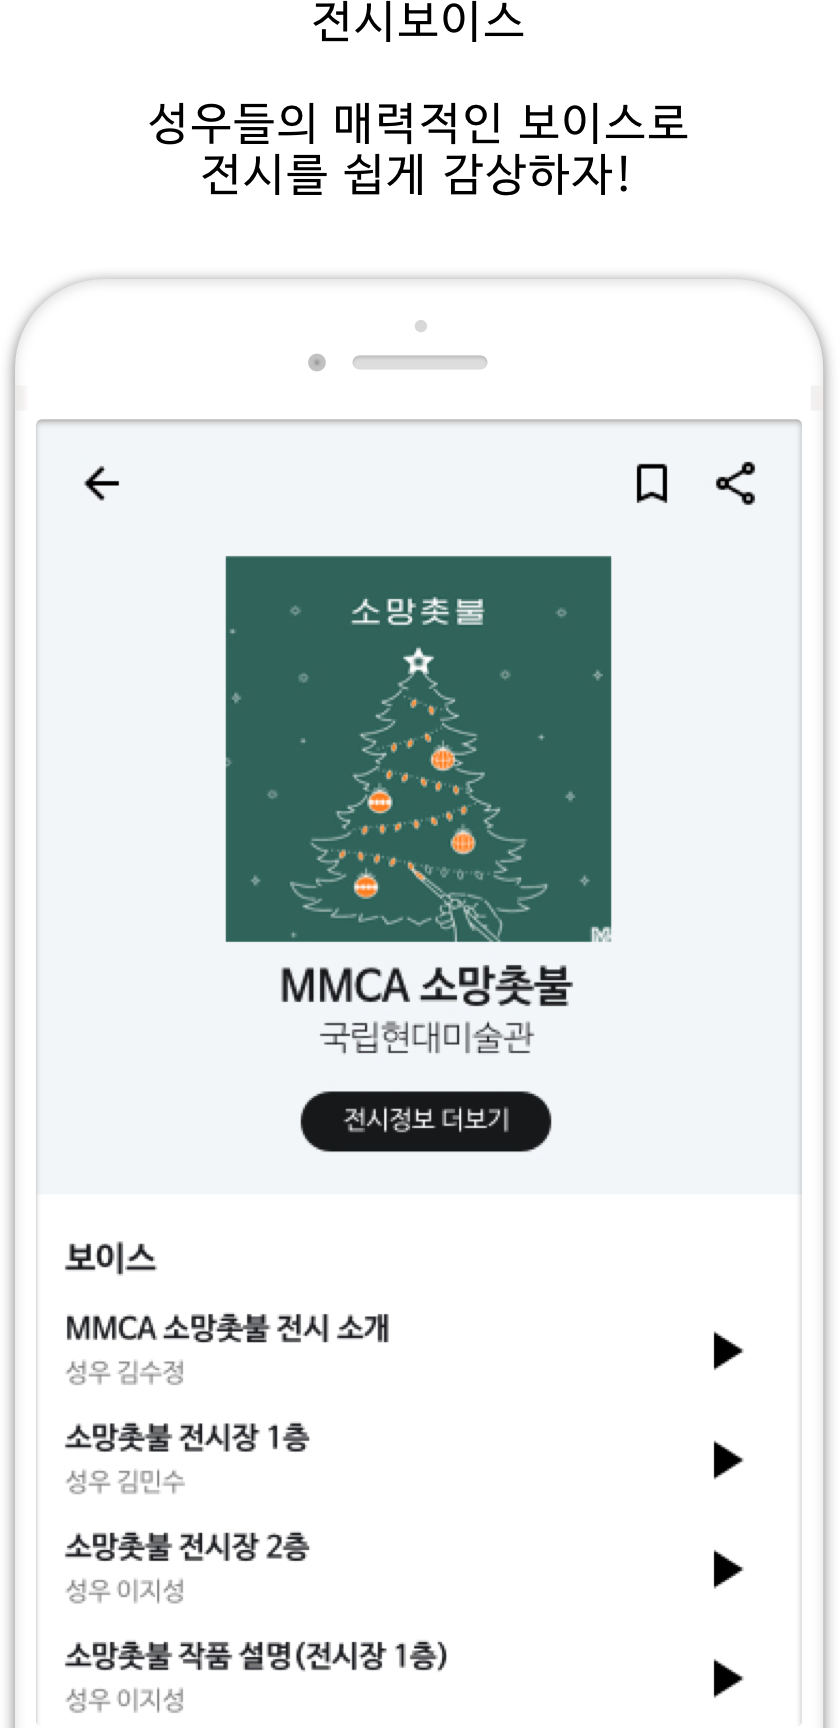 전시보이스
성우들의 매력적인 보이스로
전시를 쉽게 감상하자!
소망촛불
MMCA 소망촛불
국립현대미술관
전시정보 더보기
보이스
MMCA 소망촛불 전시 소개
성우 김수정
소망촛불 전시장 1층
성우 김민수
소망촛불 전시장 2층
성우 이지성
소망촛불 작품 설명(전시장 1층)
성우 이지성